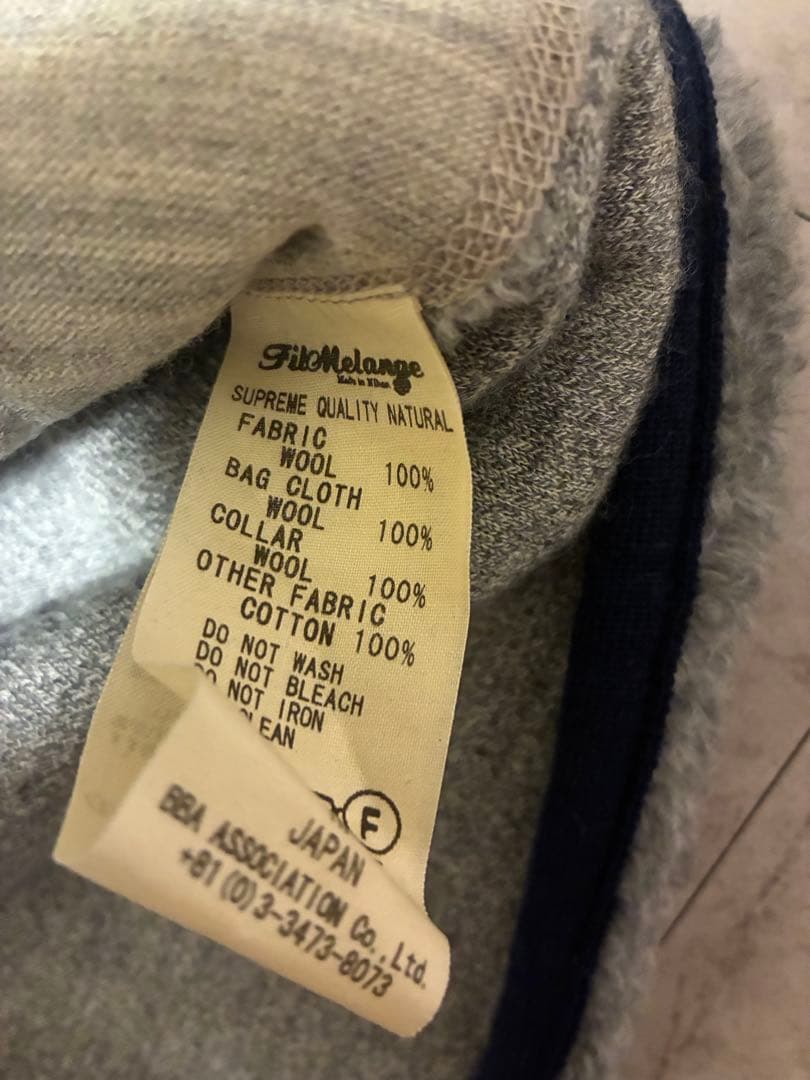 FilMelange
SUPREME QUALITY NATURAL
FABRIC
WOOL 100%
BAG CLOTH
WOOL 100%
COLLAR
WOOL 100%
OTHER FABRIC
COTTON 100%
DO NOT WASH
DO NOT BLEACH
NOT IRON
F
JAPAN
BBA ASSOCIATION Co.,Ltd.
+81(0)3-3473-8073